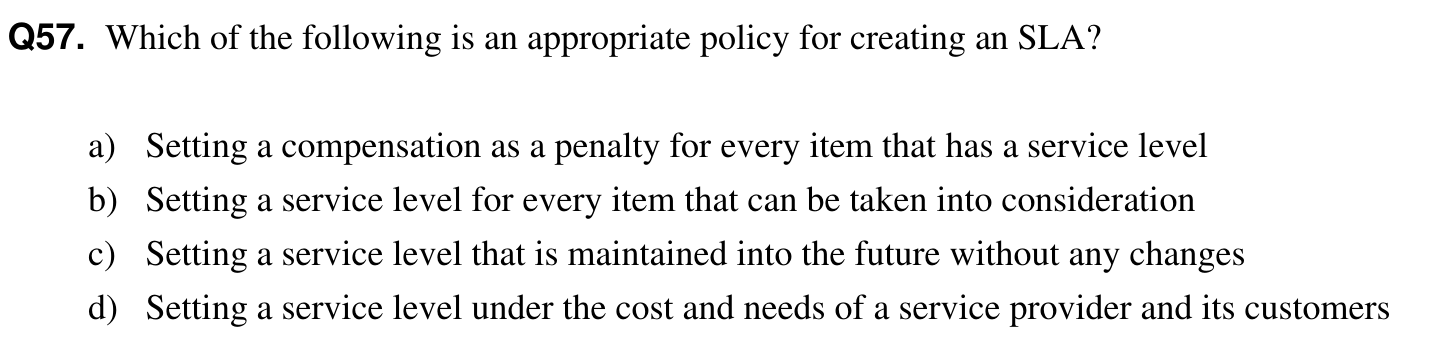 Q57. Which of the following is an appropriate policy for creating an SLA?
a) Setting a compensation as a penalty for every item that has a service level
b) Setting a service level for every item that can be taken into consideration
c) Setting a service level that is maintained into the future without any changes
d) Setting a service level under the cost and needs of a service provider and its customers